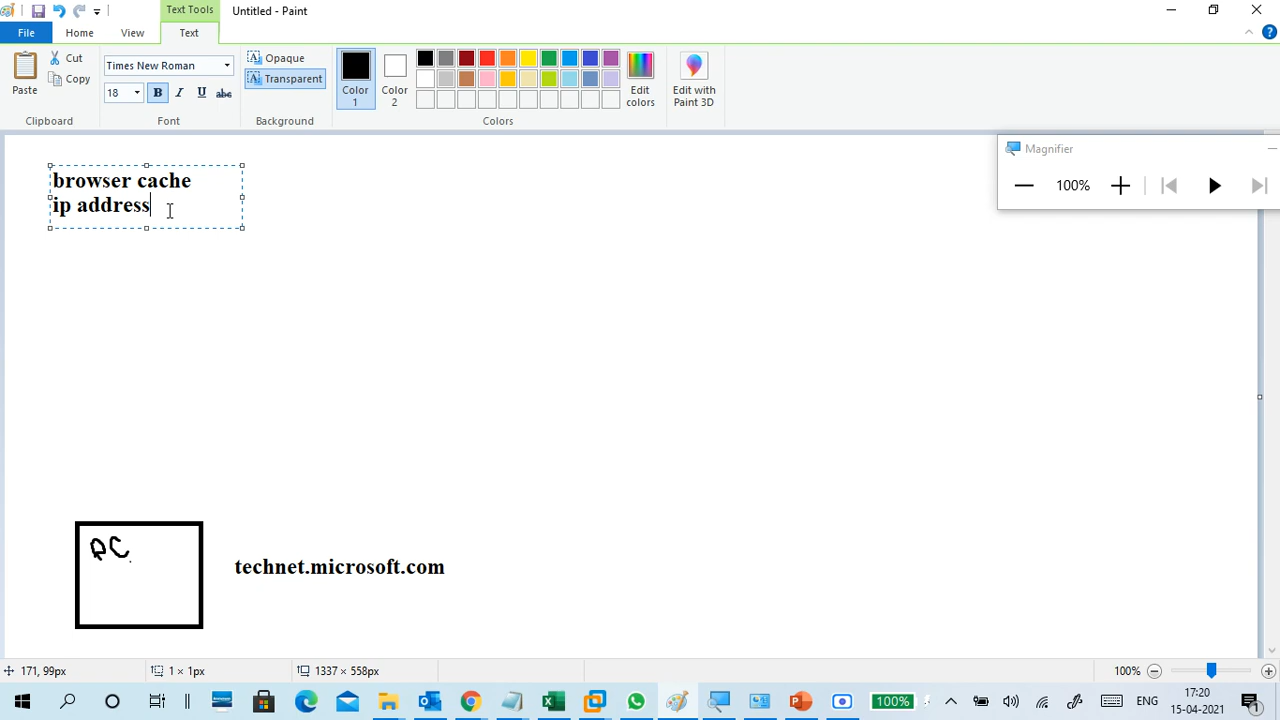 Text Tools
Untitled - Paint
File
Home
View
Text
Paste
Cut
Copy
Clipboard
Times New Roman
18
B
I
U
abc
Font
Opaque
Transparent
Background
Color 1
Color 2
Edit colors
Colors
Edit with Paint 3D
browser cache
ip address
Magnifier
100%
technet.microsoft.com
171, 99px
1 × 1px
1337 × 558px
100%
100%
ENG
17:20
15-04-2021